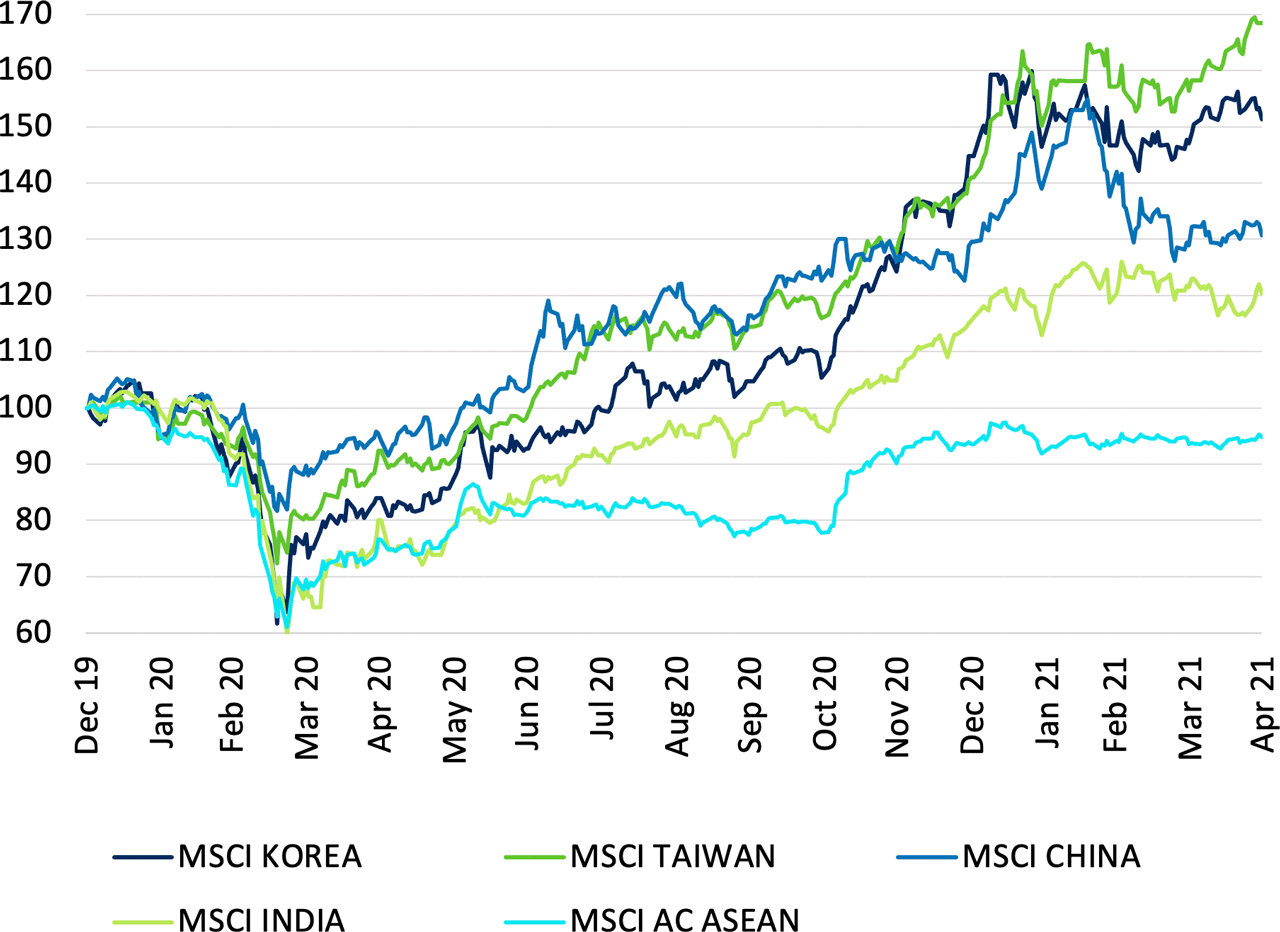 170
160
150
140
130
120
110
100
90
80
70
60
Dec 19
Jan 20
Feb 20
Mar 20
Apr 20
May 20
Jun 20
Jul 20
Aug 20
Sep 20
Oct 20
Nov 20
Dec 20
Jan 21
Feb 21
Mar 21
Apr 21
MSCI KOREA
MSCI TAIWAN
MSCI CHINA
MSCI INDIA
MSCI AC ASEAN